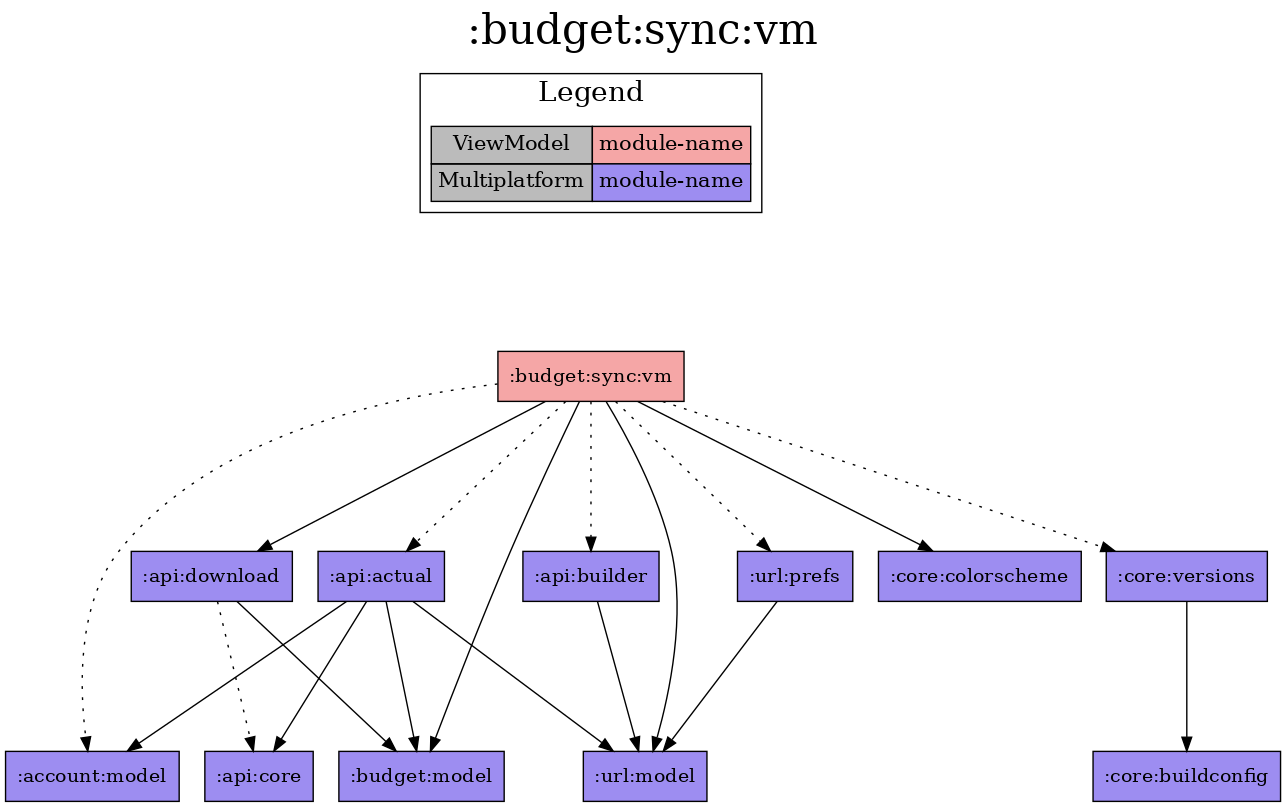 :budget:sync:vm
Legend
ViewModel module-name
Multiplatform module-name
:budget:sync:vm
:api:download :api:actual :api:builder :url:prefs :core:colorscheme :core:versions
:account:model :api:core :budget:model :url:model :core:buildconfig